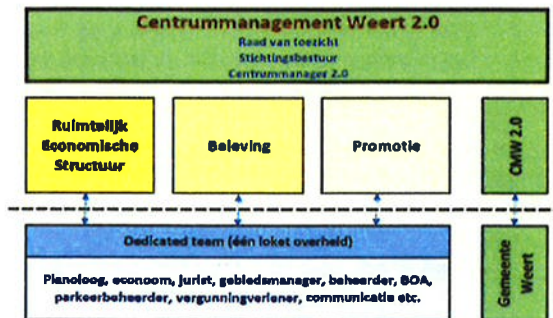 Centrummanagement Weert 2.0
Raad van toezicht
Stichtingsbestuur
Centrummanager 2.0
Ruimtelijk
Economische
Structuur
Beleving
Promotie
CMW 2.0
Dedicated team (één loket overheid)
Planoloog, econoom, jurist, gebiedsmanager, beheerder, BOA,
parkeerbeheerder, vergunningverlener, communicatie etc.
Gemeente
Weert